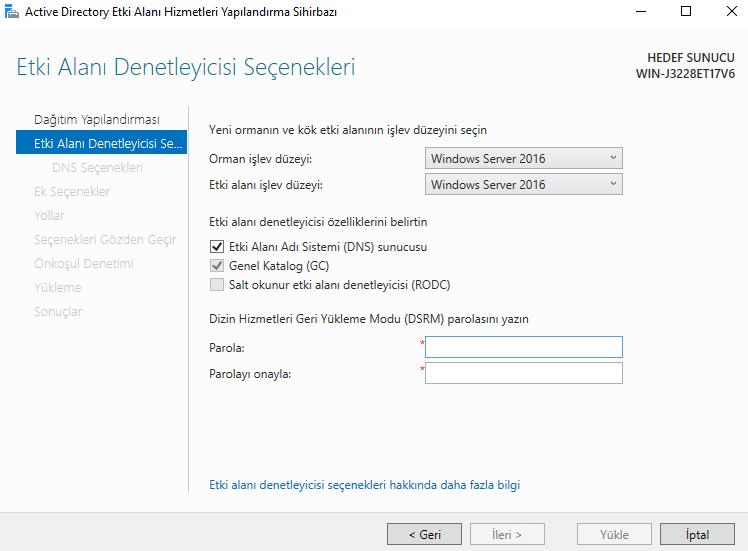 Active Directory Etki Alanı Hizmetleri Yapılandırma Sihirbazı
Etki Alanı Denetleyicisi Seçenekleri
HEDEF SUNUCU
WIN-J3228ET17V6
Dağıtım Yapılandırması
Etki Alanı Denetleyicisi Se...
DNS Seçenekleri
Ek Seçenekler
Yollar
Seçenekleri Gözden Geçir
Önkoşul Denetimi
Yükleme
Sonuçlar
Yeni ormanın ve kök etki alanının işlev düzeyini seçin
Orman işlev düzeyi: Windows Server 2016
Etki alanı işlev düzeyi: Windows Server 2016
Etki alanı denetleyicisi özelliklerini belirtin
Etki Alanı Adı Sistemi (DNS) sunucusu
Genel Katalog (GC)
Salt okunur etki alanı denetleyicisi (RODC)
Dizin Hizmetleri Geri Yükleme Modu (DSRM) parolasını yazın
Parola: *
Parolayı onayla: *
Etki alanı denetleyicisi seçenekleri hakkında daha fazla bilgi
< Geri İleri > Yükle İptal